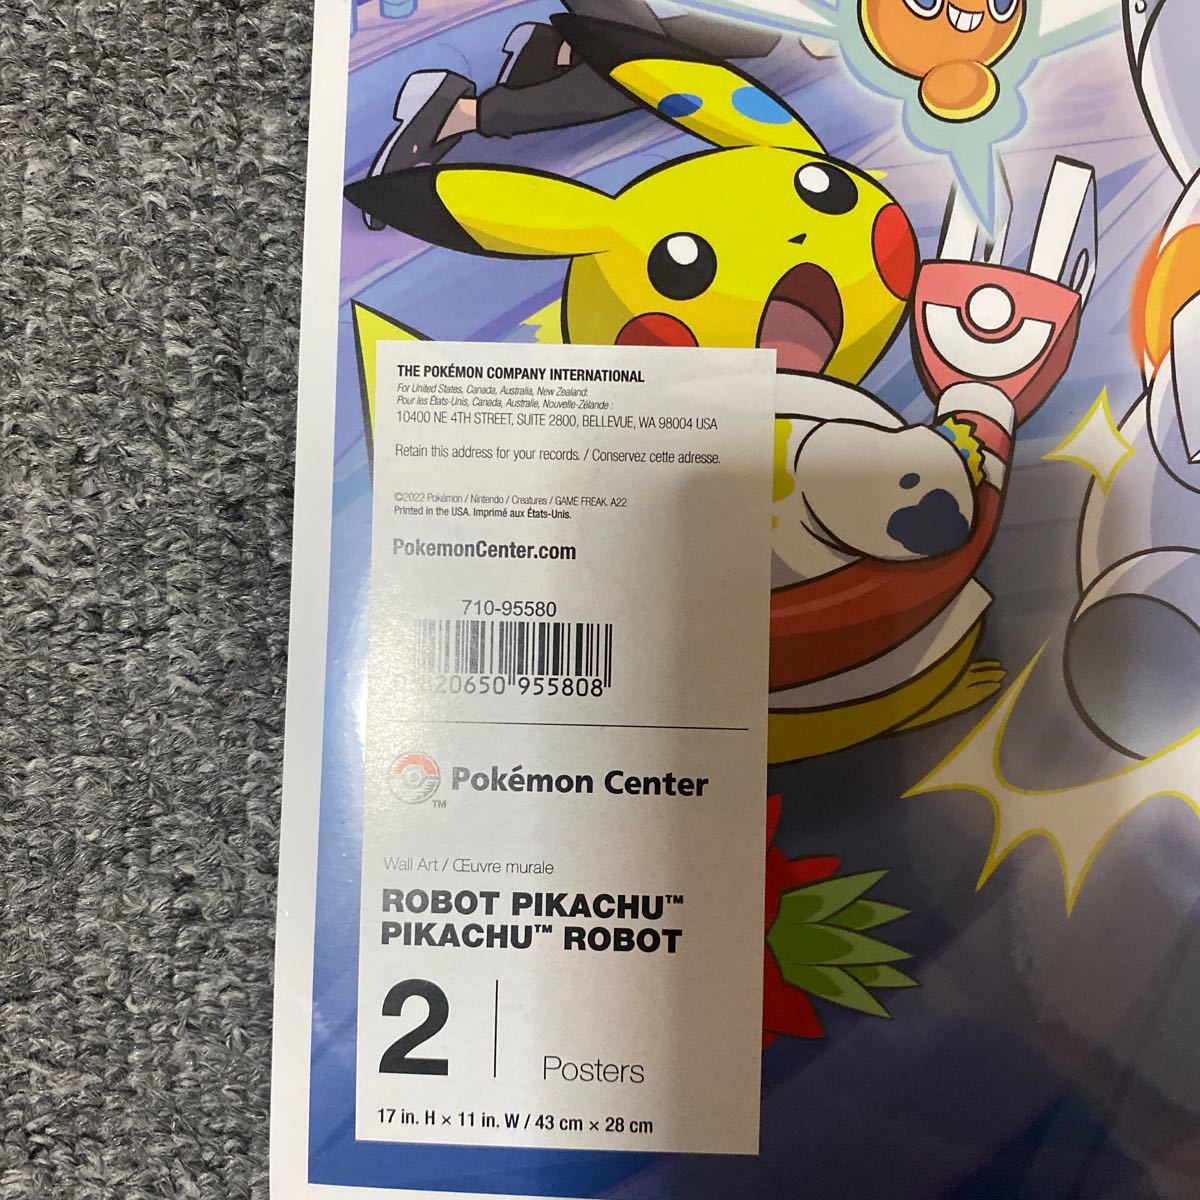 THE POKÉMON COMPANY INTERNATIONAL
For United States, Canada, Australia, New Zealand:
Pour les États-Unis, Canada, Australie, Nouvelle-Zélande :
10400 NE 4TH STREET, SUITE 2800, BELLEVUE, WA 98004 USA
Retain this address for your records. / Conservez cette adresse.
©2022 Pokémon / Nintendo / Creatures / GAME FREAK. A22
Printed in the USA. Imprimé aux États-Unis.
PokemonCenter.com
710-95580
820650 955808
Pokémon Center
TM
Wall Art / Œuvre murale
ROBOT PIKACHU™
PIKACHU™ ROBOT
2
Posters
17 in. H × 11 in. W / 43 cm × 28 cm